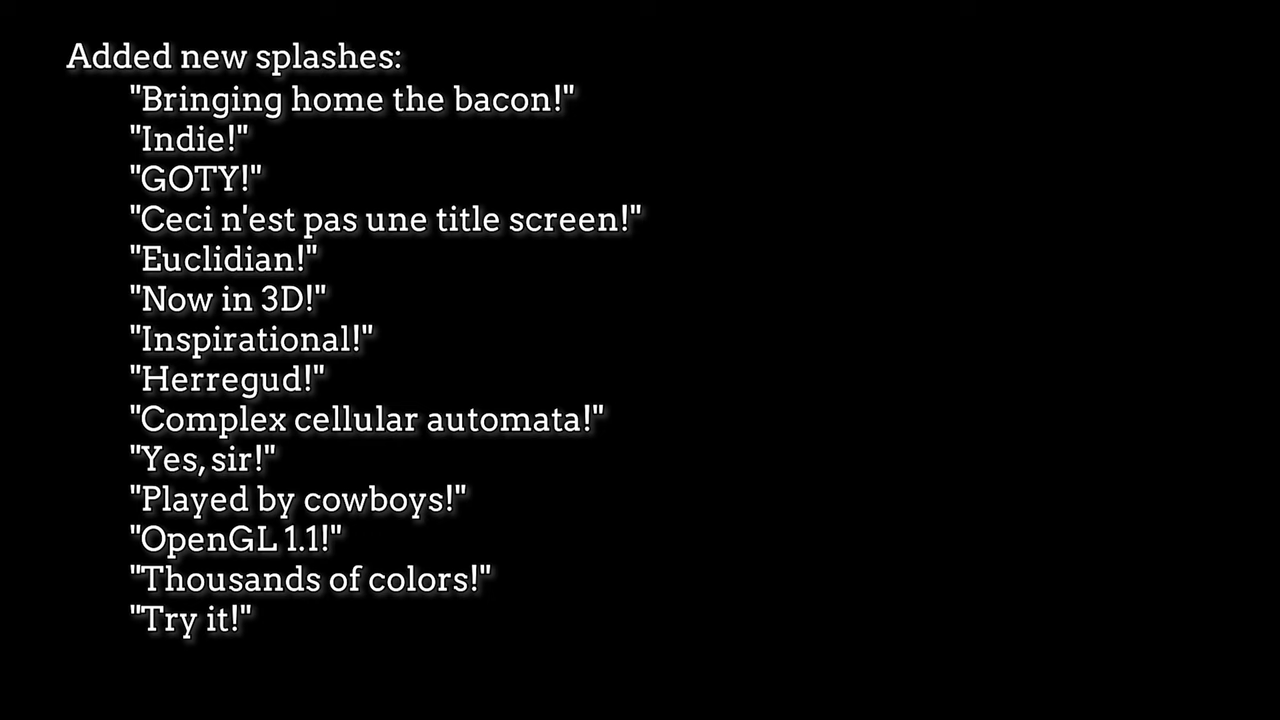 Added new splashes:
"Bringing home the bacon!"
"Indie!"
"GOTY!"
"Ceci n'est pas une title screen!"
"Euclidian!"
"Now in 3D!"
"Inspirational!"
"Herregud!"
"Complex cellular automata!"
"Yes, sir!"
"Played by cowboys!"
"OpenGL 1.1!"
"Thousands of colors!"
"Try it!"